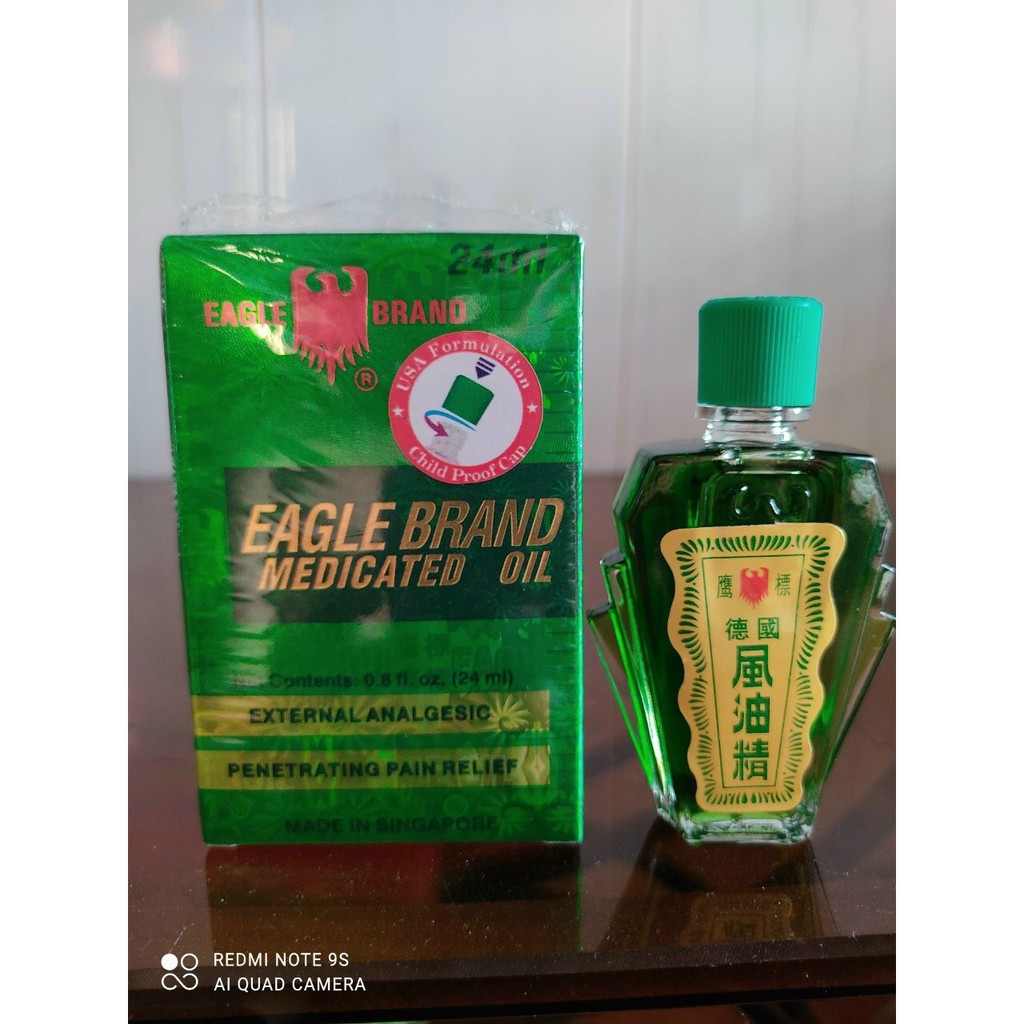 24ml
EAGLE BRAND
®
USA Formulation
Child Proof Cap
EAGLE BRAND
MEDICATED OIL
Contents: 0.8 fl. oz. (24 ml)
EXTERNAL ANALGESIC
PENETRATING PAIN RELIEF
MADE IN SINGAPORE
鹰 標
德國
風
油
精
REDMI NOTE 9S
AI QUAD CAMERA